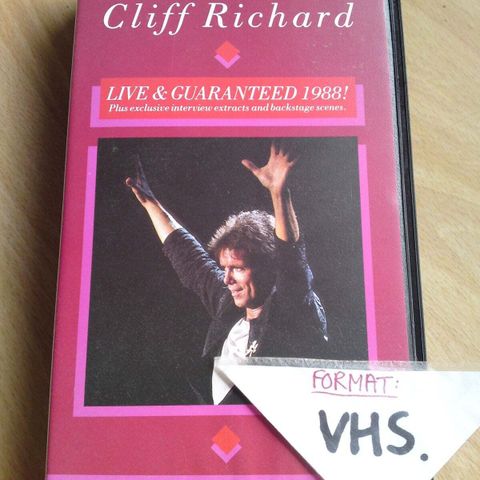 Cliff Richard
LIVE & GUARANTEED 1988!
Plus exclusive interview extracts and backstage scenes.
FORMAT:
VHS.